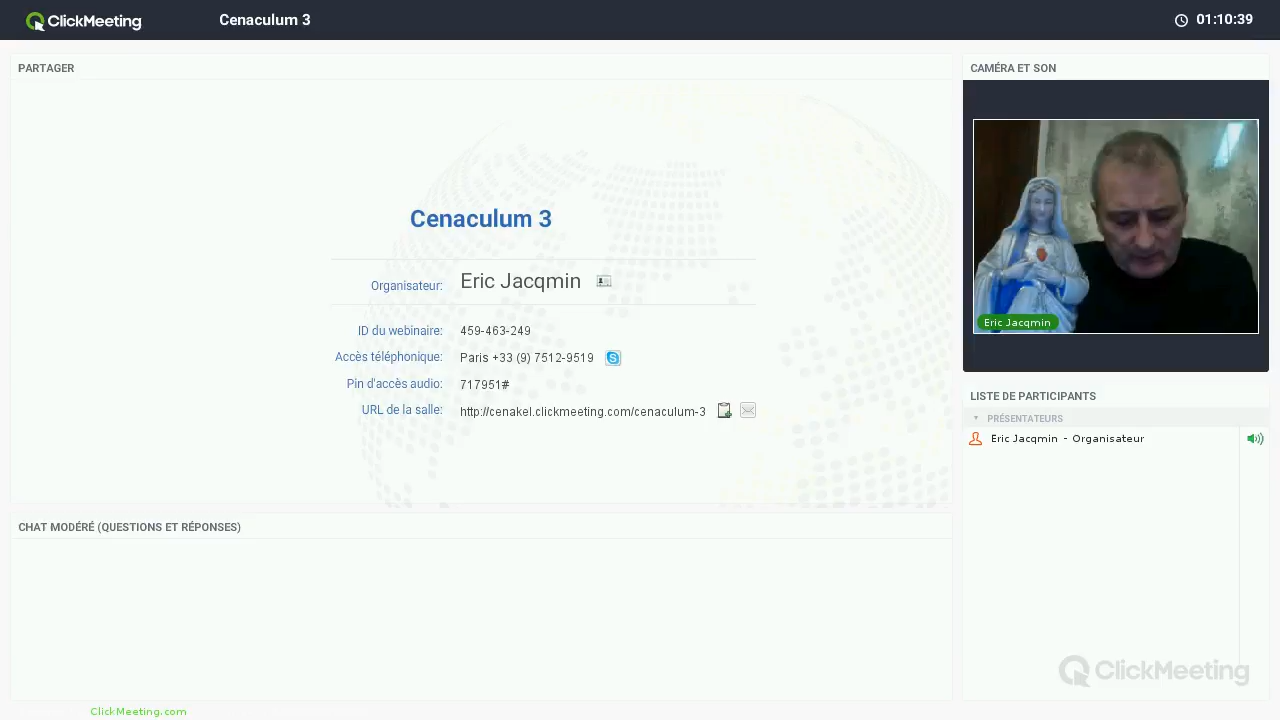 ClickMeeting
Cenaculum 3
01:10:39
PARTAGER
Cenaculum 3
Organisateur: Eric Jacqmin
ID du webinaire: 459-463-249
Accès téléphonique: Paris +33 (9) 7512-9519
Pin d'accès audio: 717951#
URL de la salle: http://cenakel.clickmeeting.com/cenaculum-3
CAMÉRA ET SON
Eric Jacqmin
LISTE DE PARTICIPANTS
PRÉSENTATEURS
Eric Jacqmin - Organisateur
CHAT MODÉRÉ (QUESTIONS ET RÉPONSES)
ClickMeeting
ClickMeeting.com